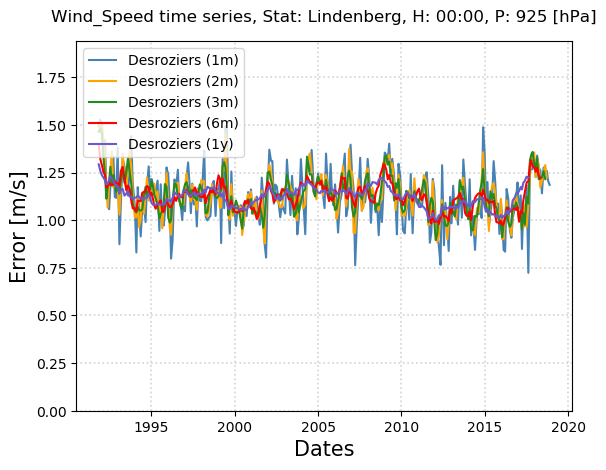 Wind_Speed time series, Stat: Lindenberg, H: 00:00, P: 925 [hPa]
Desroziers (1m)
Desroziers (2m)
Desroziers (3m)
Desroziers (6m)
Desroziers (1y)
Error [m/s]
1.75
1.50
1.25
1.00
0.75
0.50
0.25
0.00
1995
2000
2005
2010
2015
2020
Dates